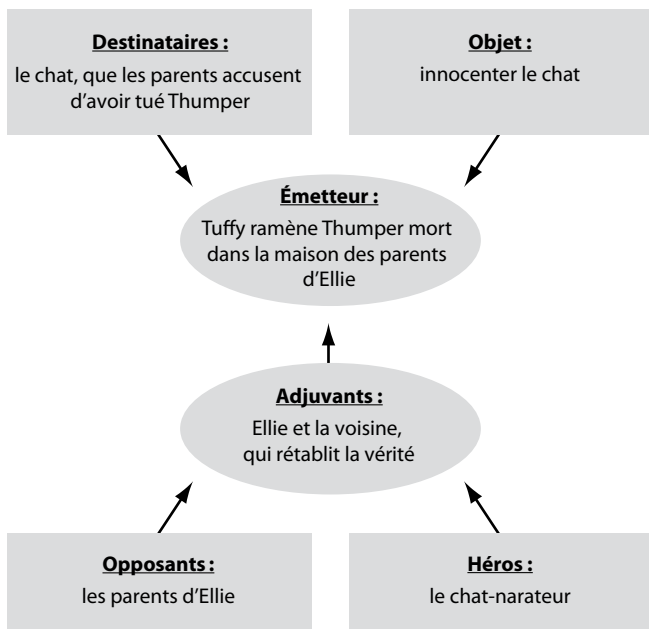 Destinataires :
le chat, que les parents accusent
d’avoir tué Thumper
Objet :
innocenter le chat
Émetteur :
Tuffy ramène Thumper mort
dans la maison des parents
d’Ellie
Adjuvants :
Ellie et la voisine,
qui rétablit la vérité
Opposants :
les parents d’Ellie
Héros :
le chat-narateur